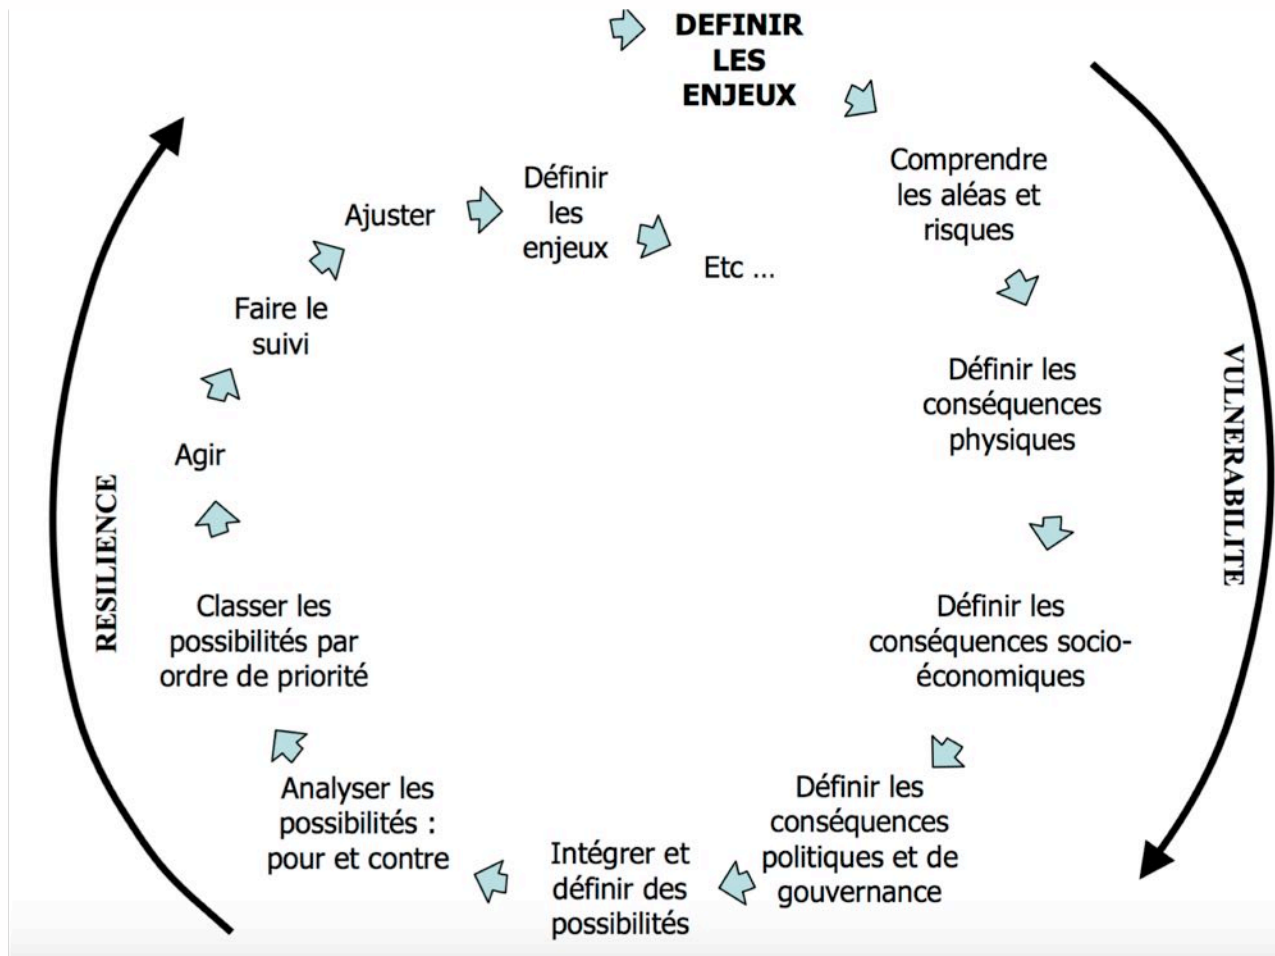 DEFINIR
LES
ENJEUX
Comprendre
les aléas et
risques
Définir les
conséquences
physiques
Définir les
conséquences socio-
économiques
Définir les
conséquences
politiques et de
gouvernance
Intégrer et
définir des
possibilités
Analyser les
possibilités :
pour et contre
Classer les
possibilités par
ordre de priorité
Agir
Faire le
suivi
Ajuster
Définir
les
enjeux
Etc ...
VULNERABILITE
RESILIENCE